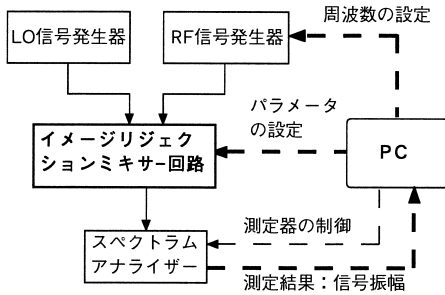 周波数の設定
LO信号発生器
RF信号発生器
パラメータ
の設定
イメージリジェク
ションミキサー回路
PC
測定器の制御
スペクトラム
アナライザー
測定結果：信号振幅